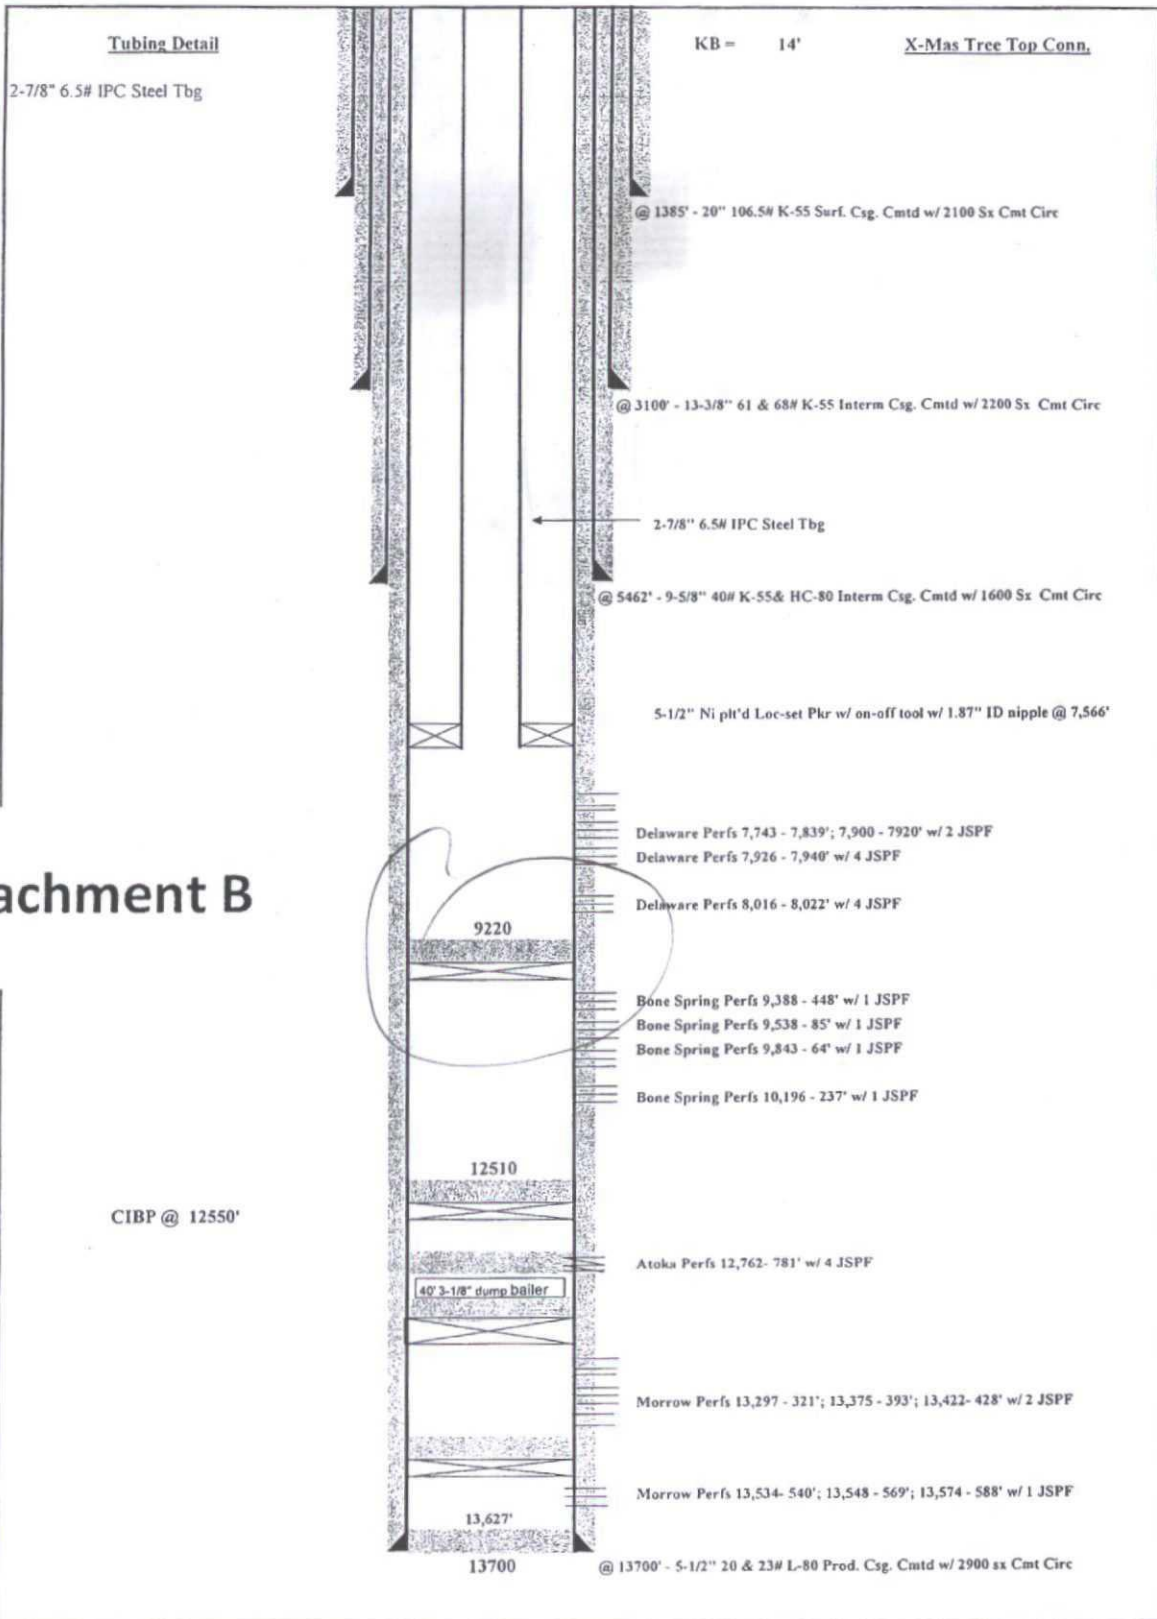 Tubing Detail
KB = 14'
X-Mas Tree Top Conn.
2-7/8" 6.5# IPC Steel Tbg
@ 1385' - 20" 106.5# K-55 Surf. Csg. Cmtd w/ 2100 Sx Cmt Circ
@ 3100' - 13-3/8" 61 & 68# K-55 Interm Csg. Cmtd w/ 2200 Sx Cmt Circ
2-7/8" 6.5# IPC Steel Tbg
@ 5462' - 9-5/8" 40# K-55& HC-80 Interm Csg. Cmtd w/ 1600 Sx Cmt Circ
5-1/2" Ni plt'd Loc-set Pkr w/ on-off tool w/ 1.87" ID nipple @ 7,566'
Delaware Perfs 7,743 - 7,839'; 7,900 - 7920' w/ 2 JSPF
Delaware Perfs 7,926 - 7,940' w/ 4 JSPF
achment B
Delaware Perfs 8,016 - 8,022' w/ 4 JSPF
9220
Bone Spring Perfs 9,388 - 448' w/ 1 JSPF
Bone Spring Perfs 9,538 - 85' w/ 1 JSPF
Bone Spring Perfs 9,843 - 64' w/ 1 JSPF
Bone Spring Perfs 10,196 - 237' w/ 1 JSPF
12510
CIBP @ 12550'
Atoka Perfs 12,762- 781' w/ 4 JSPF
40' 3-1/8" dump bailer
Morrow Perfs 13,297 - 321'; 13,375 - 393'; 13,422- 428' w/ 2 JSPF
Morrow Perfs 13,534- 540'; 13,548 - 569'; 13,574 - 588' w/ 1 JSPF
13,627'
13700
@ 13700' - 5-1/2" 20 & 23# L-80 Prod. Csg. Cmtd w/ 2900 sx Cmt Circ